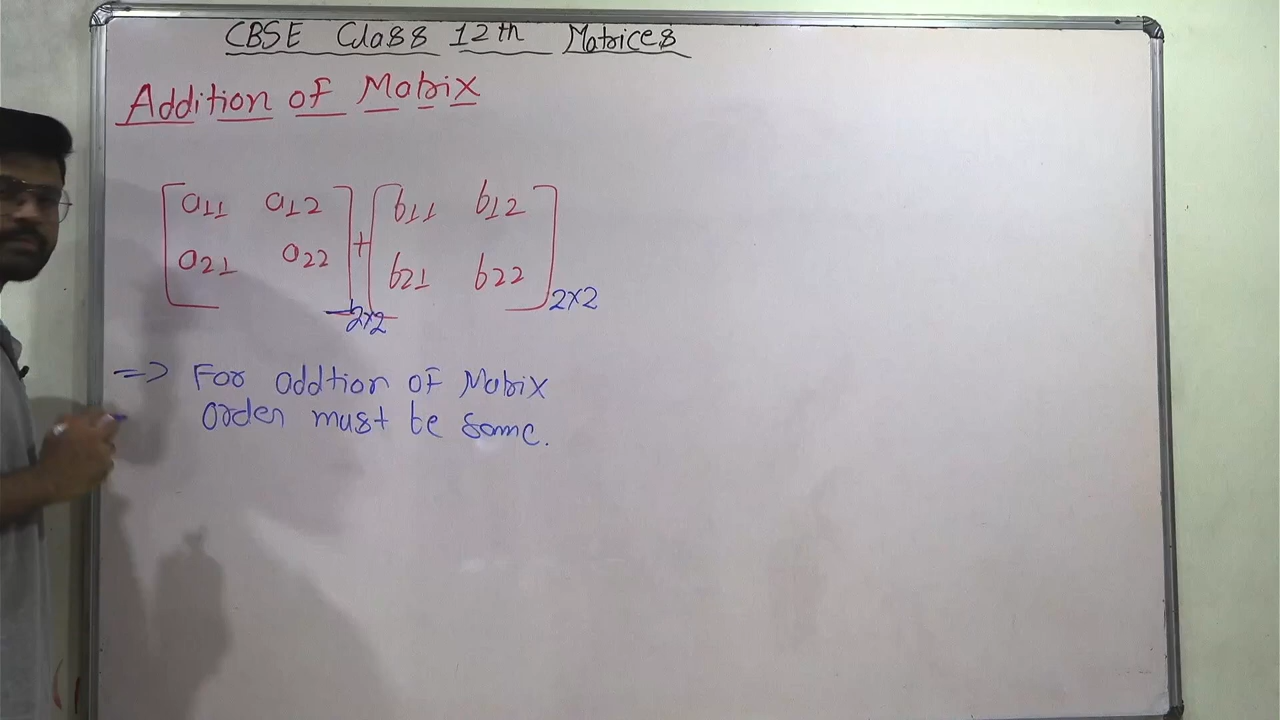 CBSE Class 12th Matrices
Addition of Matrix
[a11 a12] + [b11 b12]
[a21 a22]2x2 [b21 b22]2x2
=> For addtion of Matrix
order must be same.